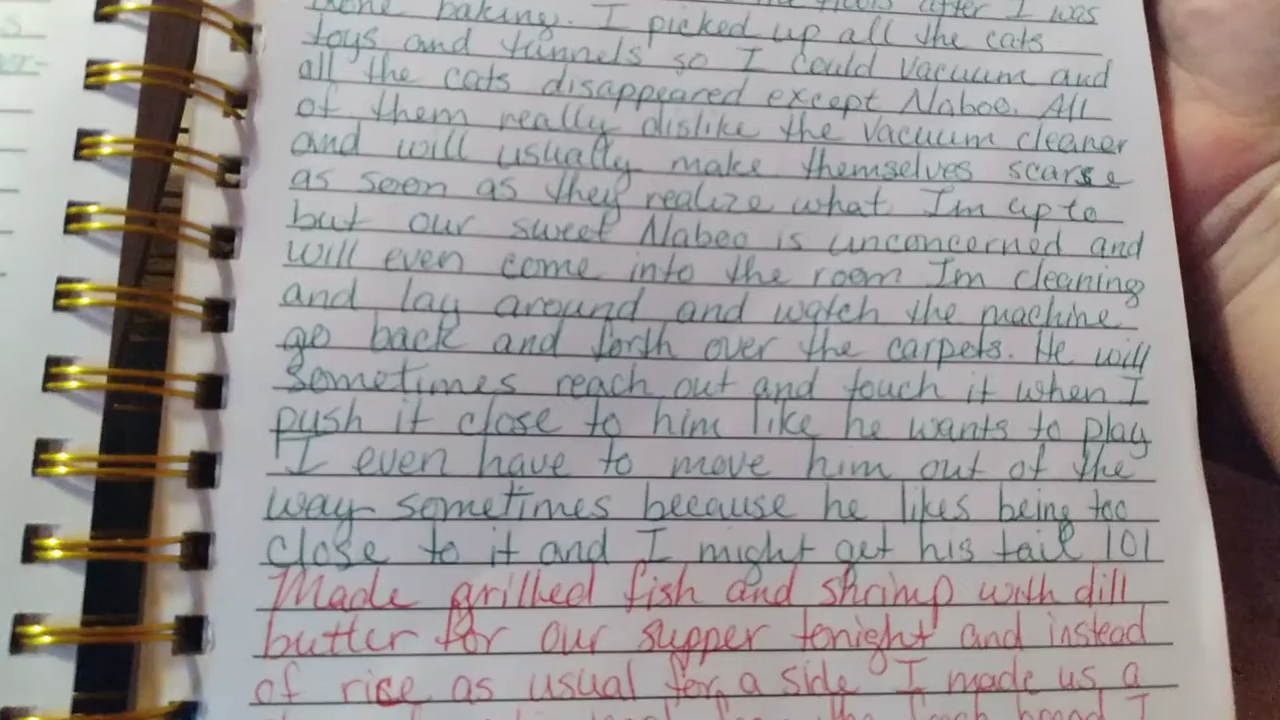 after I was
baking. I picked up all the cats
toys and tunnels so I could vacuum and
all the cats disappeared except Naboo. All
of them really dislike the vacuum cleaner
and will usually make themselves scarse
as soon as they realize what Im up to
but our sweet Naboo is unconcerned and
will even come into the room Im cleaning
and lay around and watch the machine
go back and forth over the carpets. He will
sometimes reach out and touch it when I
push it close to him like he wants to play
I even have to move him out of the
way sometimes because he likes being too
close to it and I might get his tail lol
Made grilled fish and shrimp with dill
butter for our supper tonight and instead
of rice as usual for a side I made us a